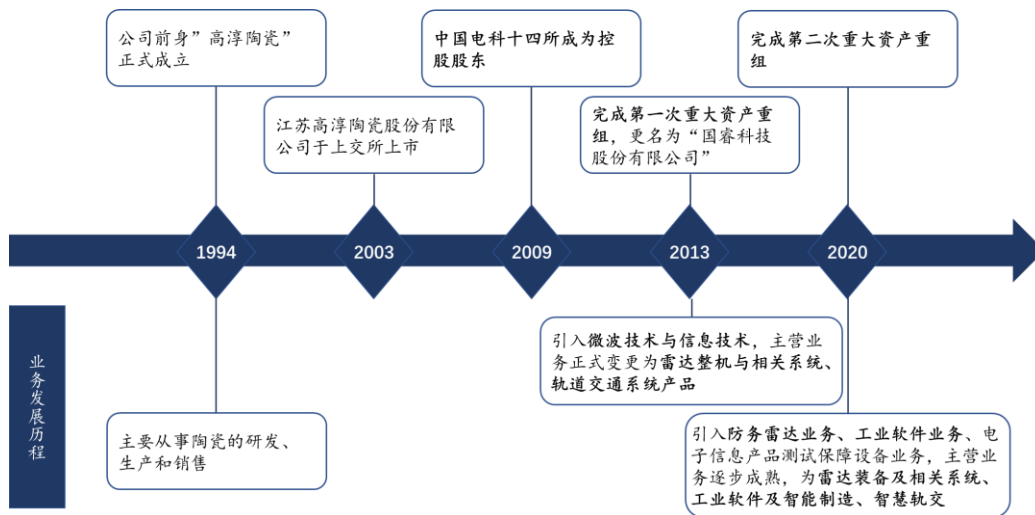 公司前身”高淳陶瓷”
正式成立
中国电科十四所成为控
股股东
完成第二次重大资产重
组
江苏高淳陶瓷股份有限
公司于上交所上市
完成第一次重大资产重
组，更名为“国睿科技
股份有限公司”
1994
2003
2009
2013
2020
业务发展历程
主要从事陶瓷的研发、
生产和销售
引入微波技术与信息技术，主营业
务正式变更为雷达整机与相关系统、
轨道交通系统产品
引入防务雷达业务、工业软件业务、电
子信息产品测试保障设备业务，主营业
务逐步成熟，为雷达装备及相关系统、
工业软件及智能制造、智慧轨交